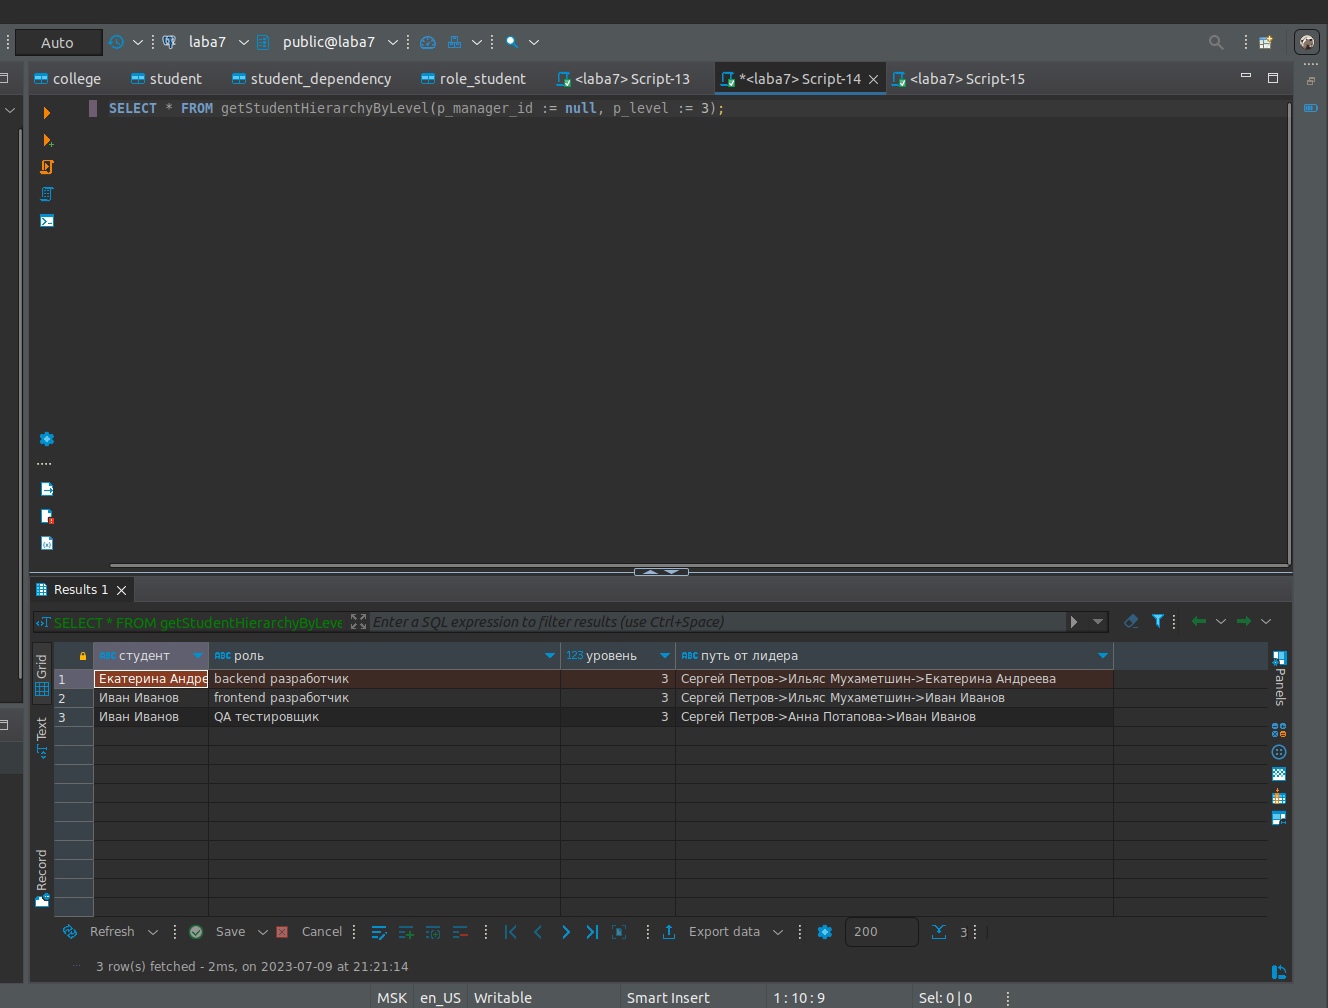 Auto laba7 public@laba7
college student student_dependency role_student <laba7> Script-13 *<laba7> Script-14 <laba7> Script-15
SELECT * FROM getStudentHierarchyByLevel(p_manager_id := null, p_level := 3);
Results 1
SELECT * FROM getStudentHierarchyByLeve Enter a SQL expression to filter results (use Ctrl+Space)
Grid
Text
Record
Panels
ABC студент ABC роль 123 уровень ABC путь от лидера
1 Екатерина Андре backend разработчик 3 Сергей Петров->Ильяс Мухаметшин->Екатерина Андреева
2 Иван Иванов frontend разработчик 3 Сергей Петров->Ильяс Мухаметшин->Иван Иванов
3 Иван Иванов QA тестировщик 3 Сергей Петров->Анна Потапова->Иван Иванов
Refresh Save Cancel Export data 200 3
3 row(s) fetched - 2ms, on 2023-07-09 at 21:21:14
MSK en_US Writable Smart Insert 1 : 10 : 9 Sel: 0 | 0